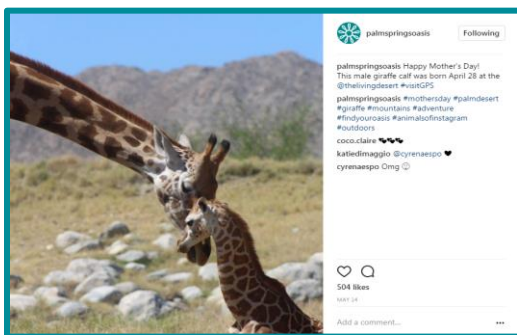 palmspringsoasis
Following
palmspringsoasis Happy Mother's Day!
This male giraffe calf was born April 28 at the
@thelivingdesert #visitGPS
palmspringsoasis #mothersday #palmdesert
#giraffe #mountains #adventure
#findyouroasis #animalsofinstagram
#outdoors
coco.claire
katiedimaggio @cyrenaespo
cyrenaespo Omg
504 likes
MAY 14
Add a comment...